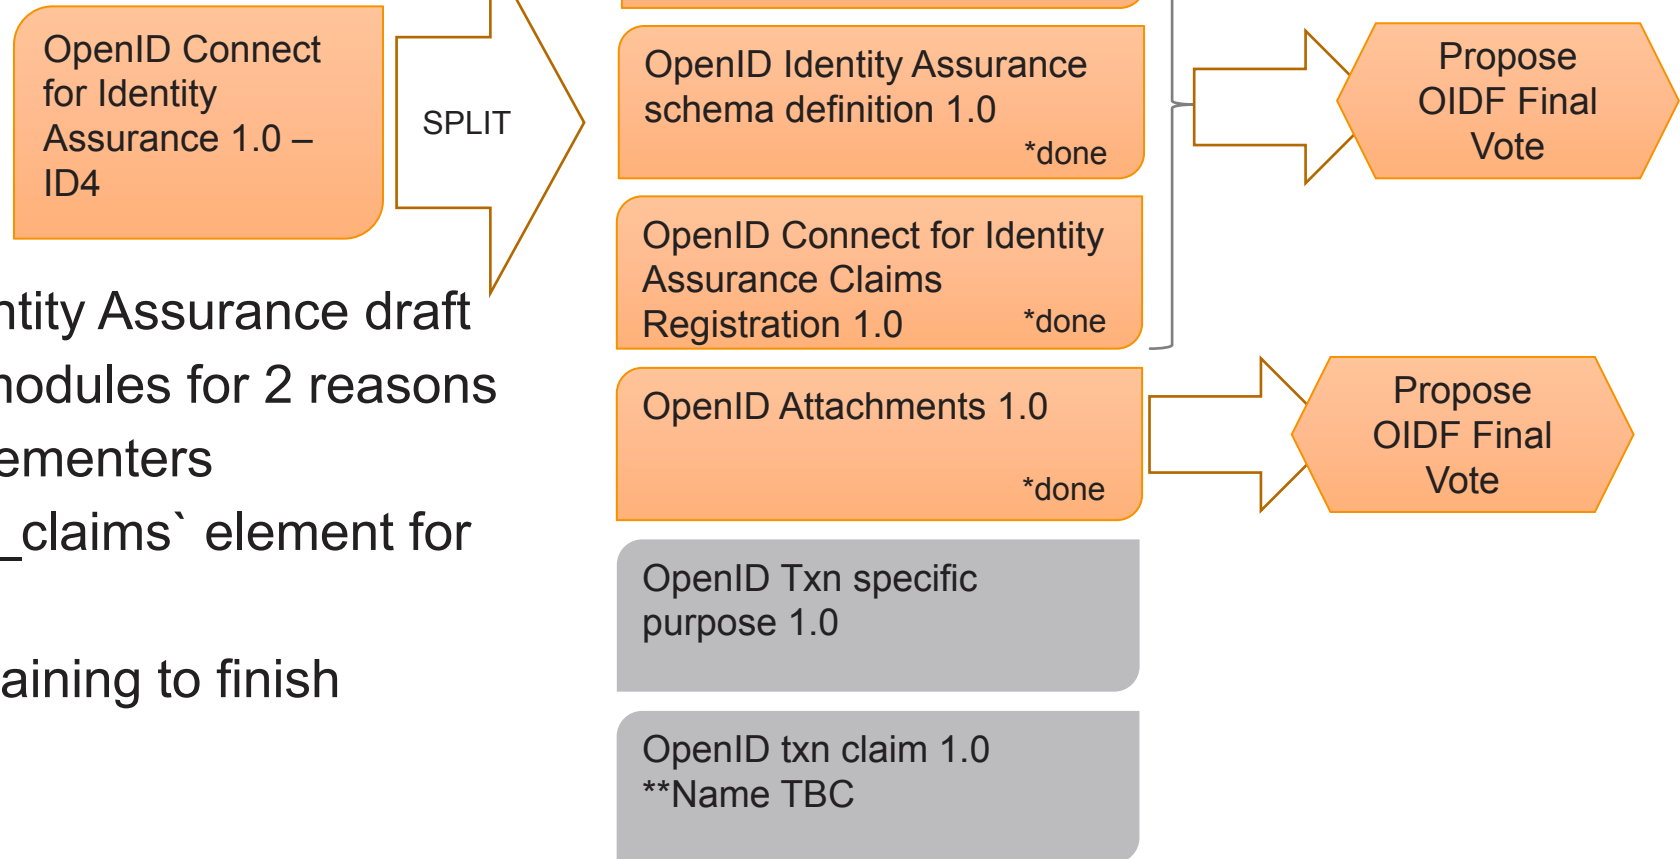 OpenID Connect
for Identity
Assurance 1.0 –
ID4
SPLIT
OpenID Identity Assurance
schema definition 1.0
*done
OpenID Connect for Identity
Assurance Claims
Registration 1.0 *done
Propose
OIDF Final
Vote
OpenID Attachments 1.0
*done
Propose
OIDF Final
Vote
OpenID Txn specific
purpose 1.0
OpenID txn claim 1.0
**Name TBC
ntity Assurance draft
modules for 2 reasons
ementers
_claims` element for
aining to finish